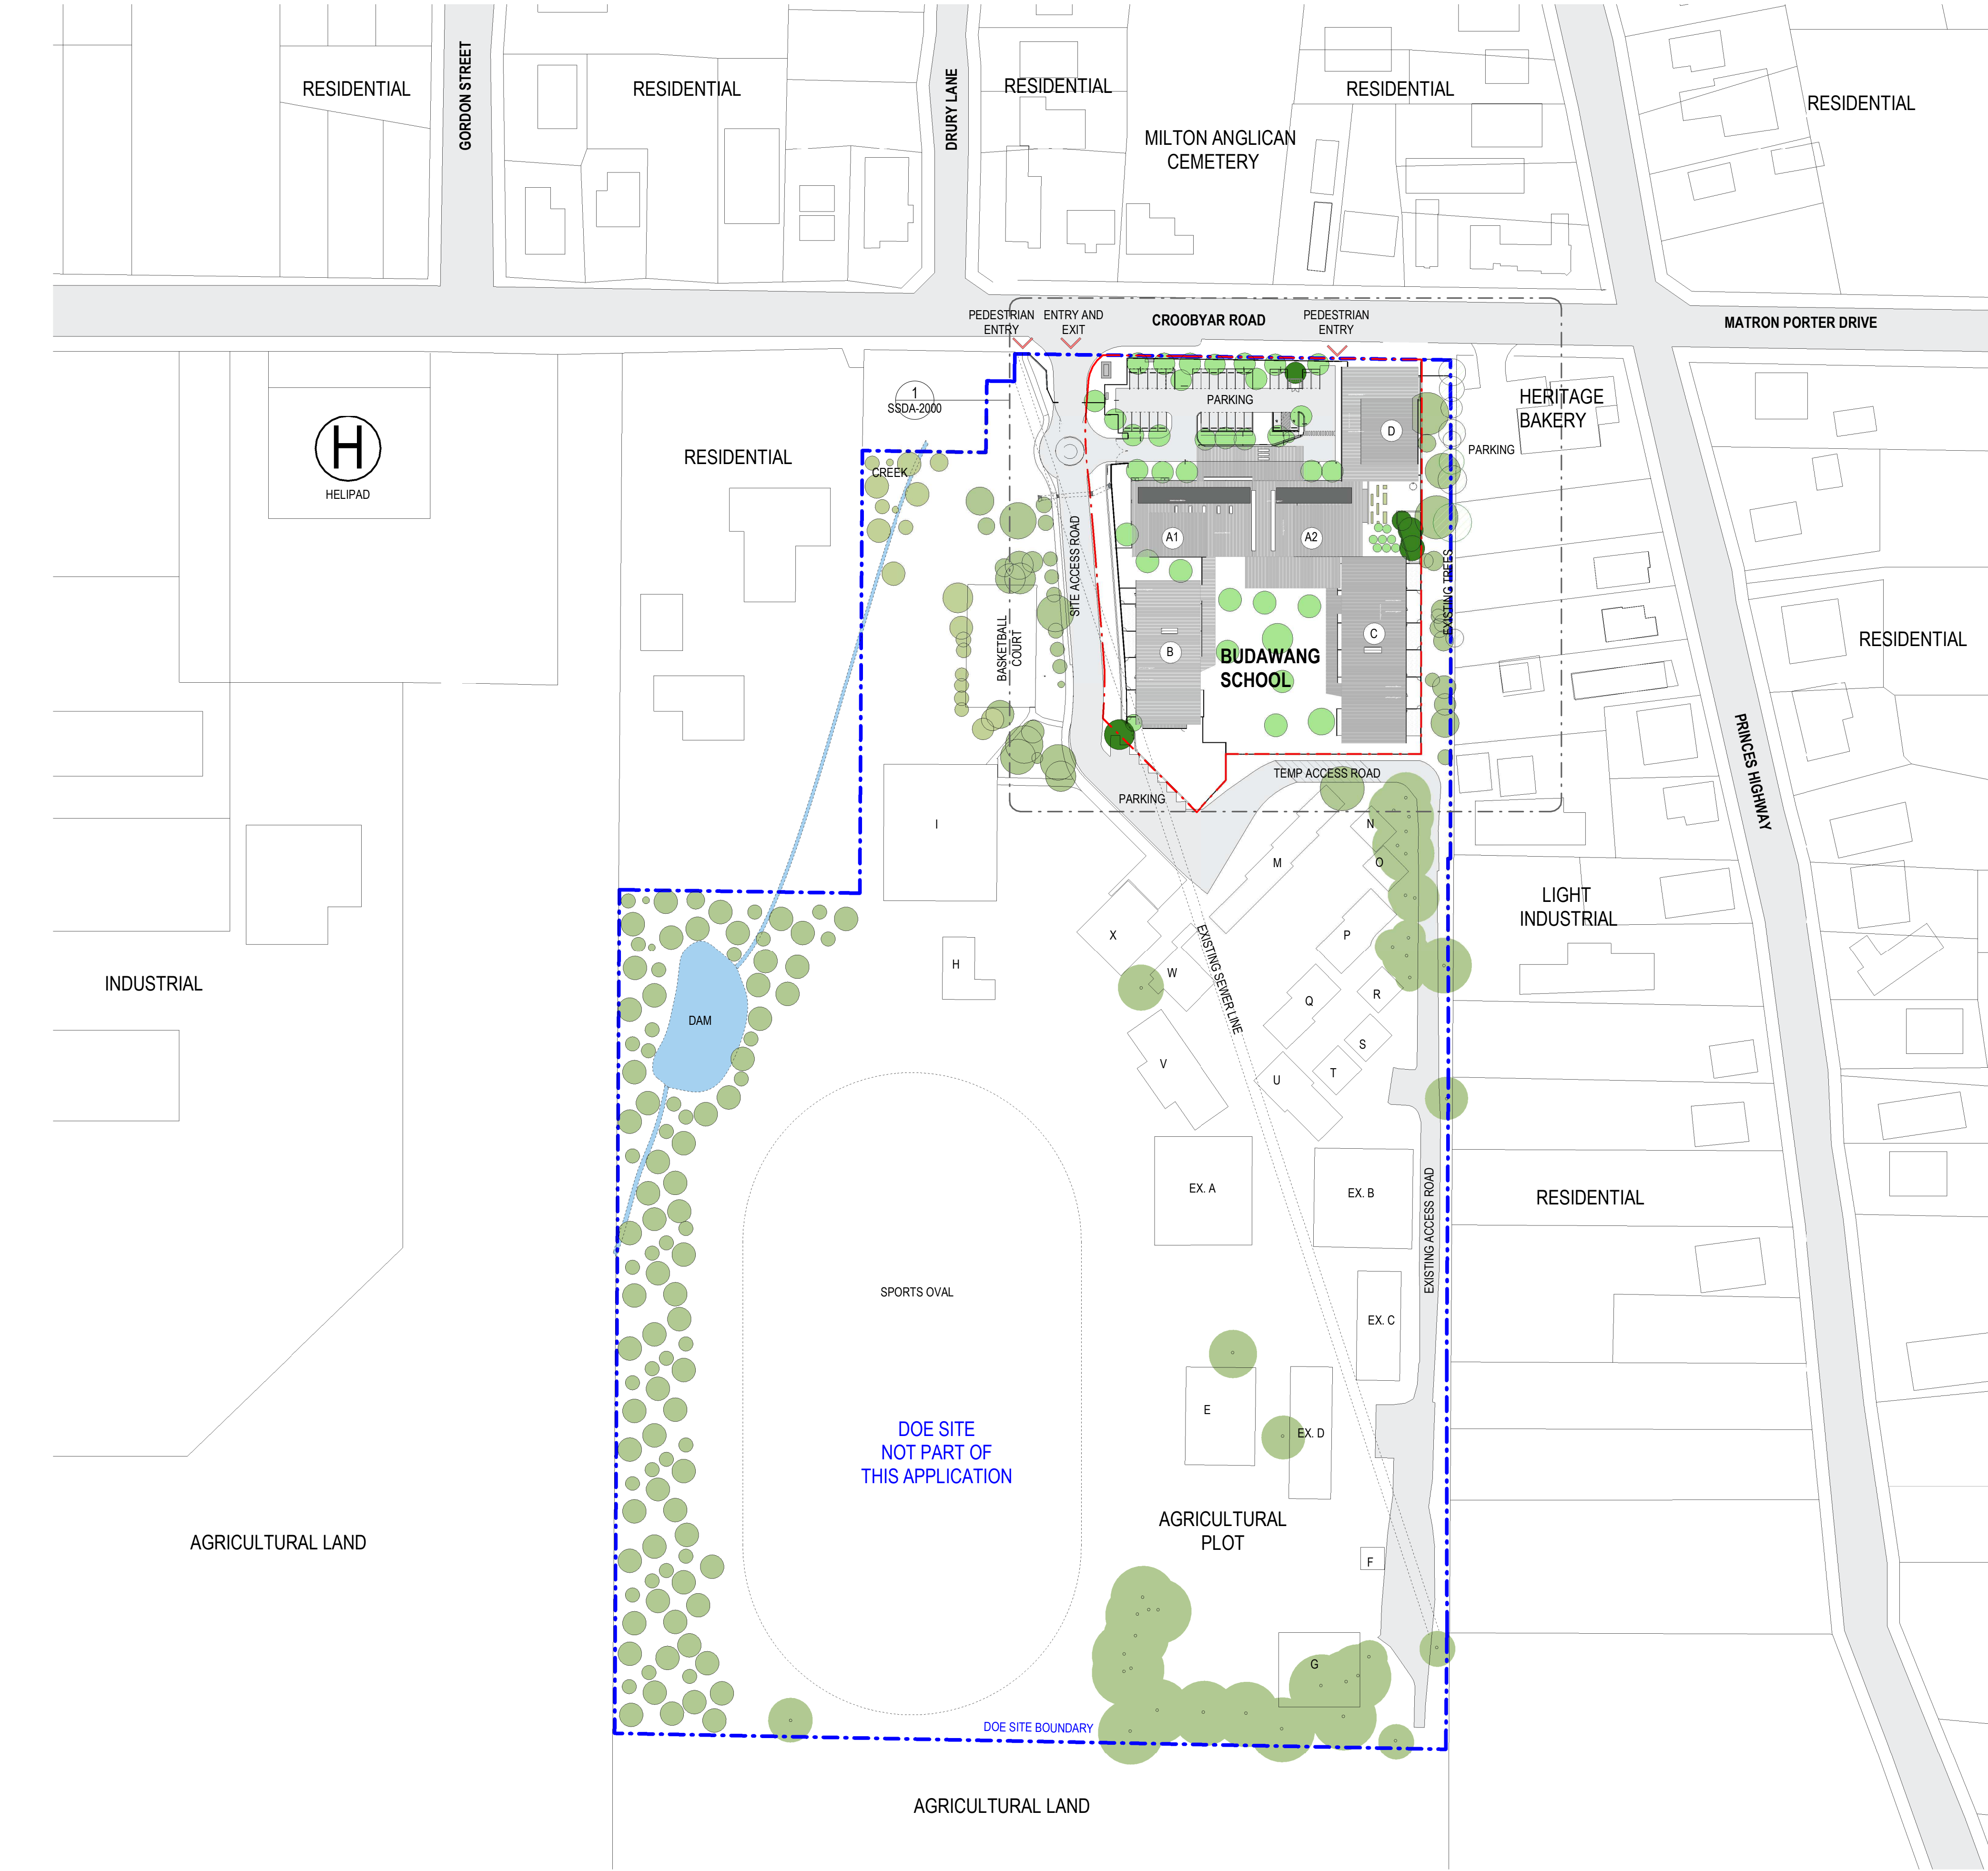 GORDON STREET
DRURY LANE
RESIDENTIAL
RESIDENTIAL
RESIDENTIAL
RESIDENTIAL
RESIDENTIAL
MILTON ANGLICAN
CEMETERY
PEDESTRIAN
ENTRY
ENTRY AND
EXIT
CROOBYAR ROAD
PEDESTRIAN
ENTRY
MATRON PORTER DRIVE
1
SSDA-2000
PARKING
HERITAGE
BAKERY
D
H
HELIPAD
RESIDENTIAL
CREEK
PARKING
SITE ACCESS ROAD
A1
A2
EXISTING TREES
BASKETBALL
COURT
B
C
BUDAWANG
SCHOOL
RESIDENTIAL
PRINCES HIGHWAY
TEMP ACCESS ROAD
PARKING
I
N
M
O
LIGHT
INDUSTRIAL
X
P
EXISTING SEWER LINE
H
W
INDUSTRIAL
R
Q
DAM
S
V
T
U
EX. A
EX. B
RESIDENTIAL
EXISTING ACCESS ROAD
SPORTS OVAL
EX. C
E
EX. D
DOE SITE
NOT PART OF
THIS APPLICATION
AGRICULTURAL
PLOT
AGRICULTURAL LAND
F
G
DOE SITE BOUNDARY
AGRICULTURAL LAND